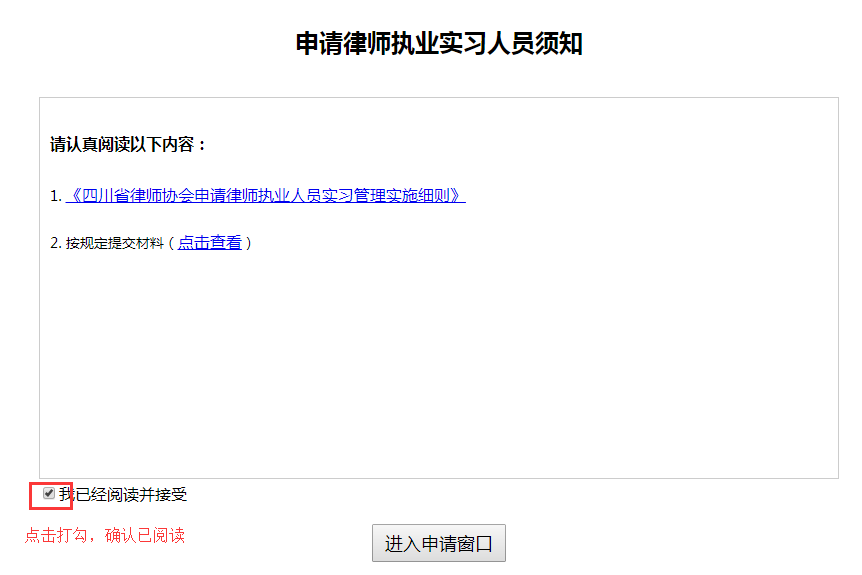 申请律师执业实习人员须知
请认真阅读以下内容：
1. 《四川省律师协会申请律师执业人员实习管理实施细则》
2. 按规定提交材料（点击查看）
我已经阅读并接受
点击打勾，确认已阅读
进入申请窗口